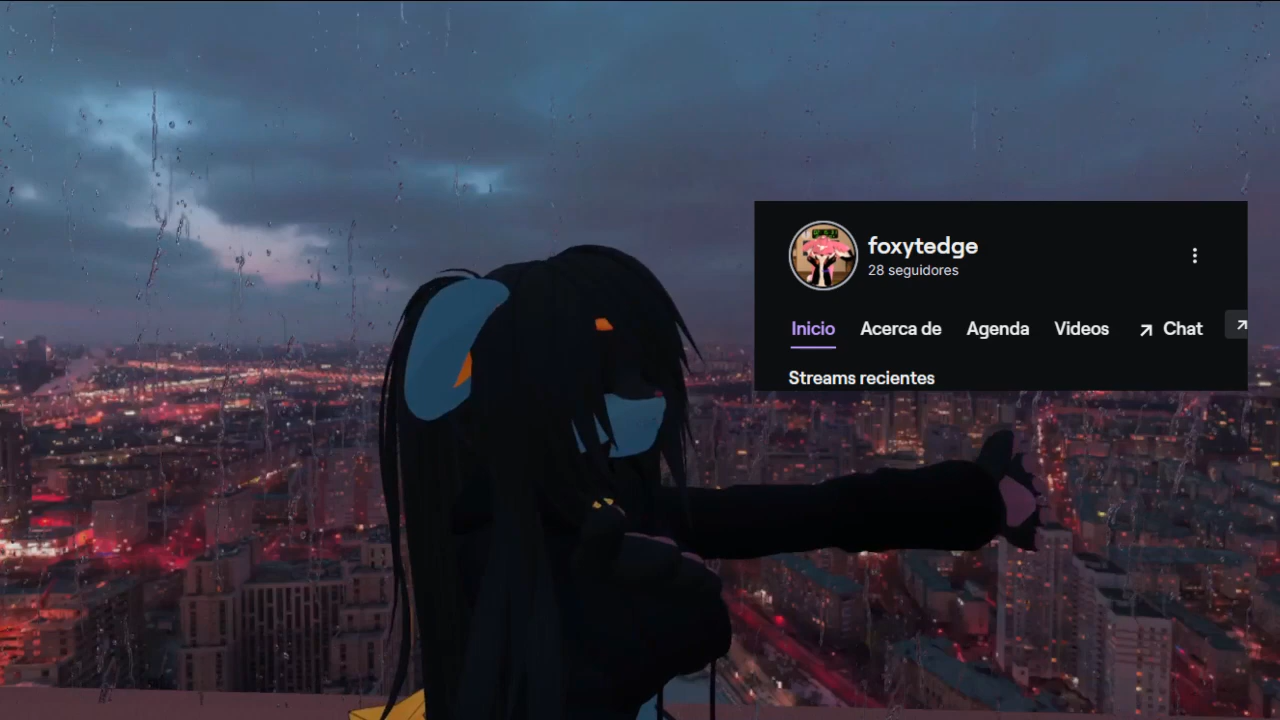 foxytedge
28 seguidores
Inicio Acerca de Agenda Videos Chat
Streams recientes